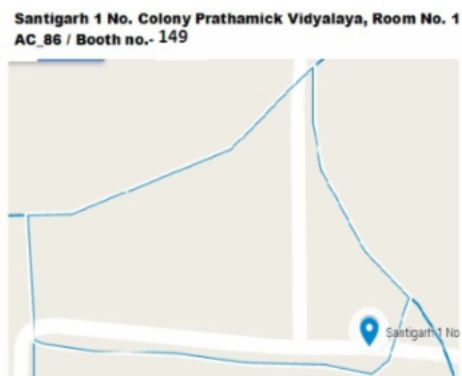 Santigarh 1 No. Colony Prathamick Vidyalaya, Room No. 1
AC_86 / Booth no.- 149
Santigarh 1 No